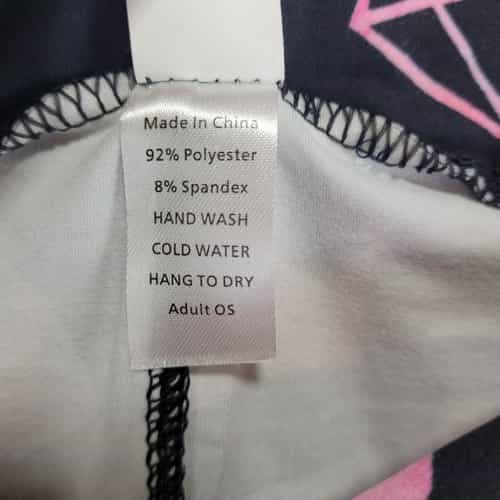 Made In China
92% Polyester
8% Spandex
HAND WASH
COLD WATER
HANG TO DRY
Adult OS